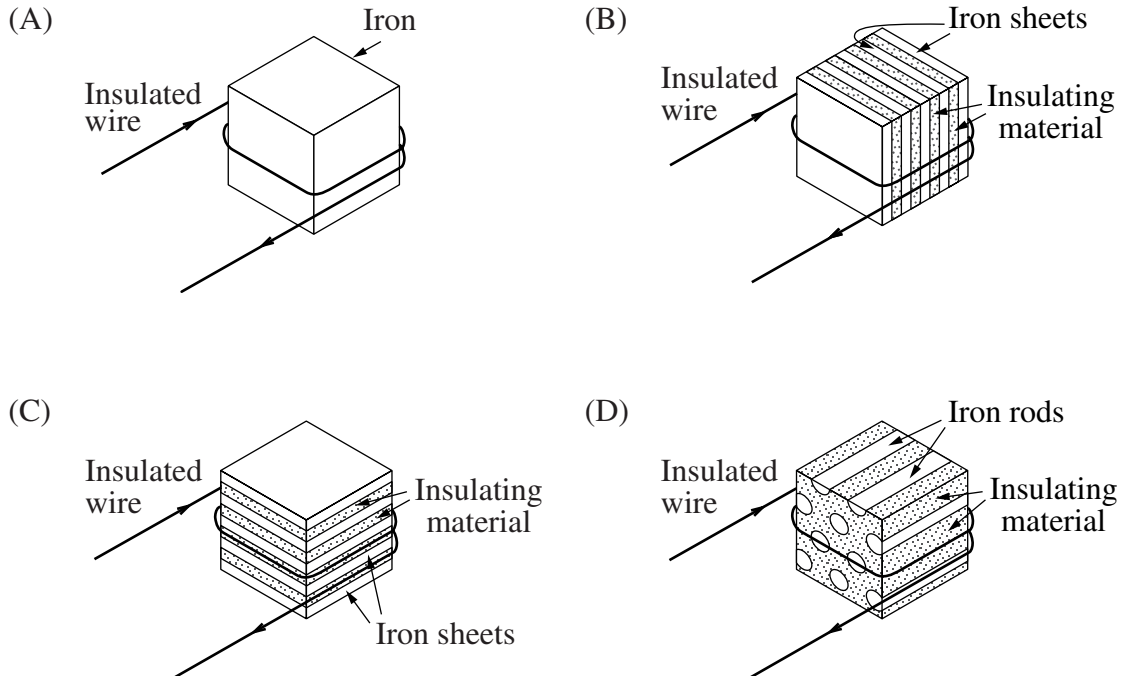 (A)
Iron
Insulated
wire
(B)
Iron sheets
Insulated
wire
Insulating
material
(C)
Insulated
wire
Insulating
material
Iron sheets
(D)
Iron rods
Insulated
wire
Insulating
material